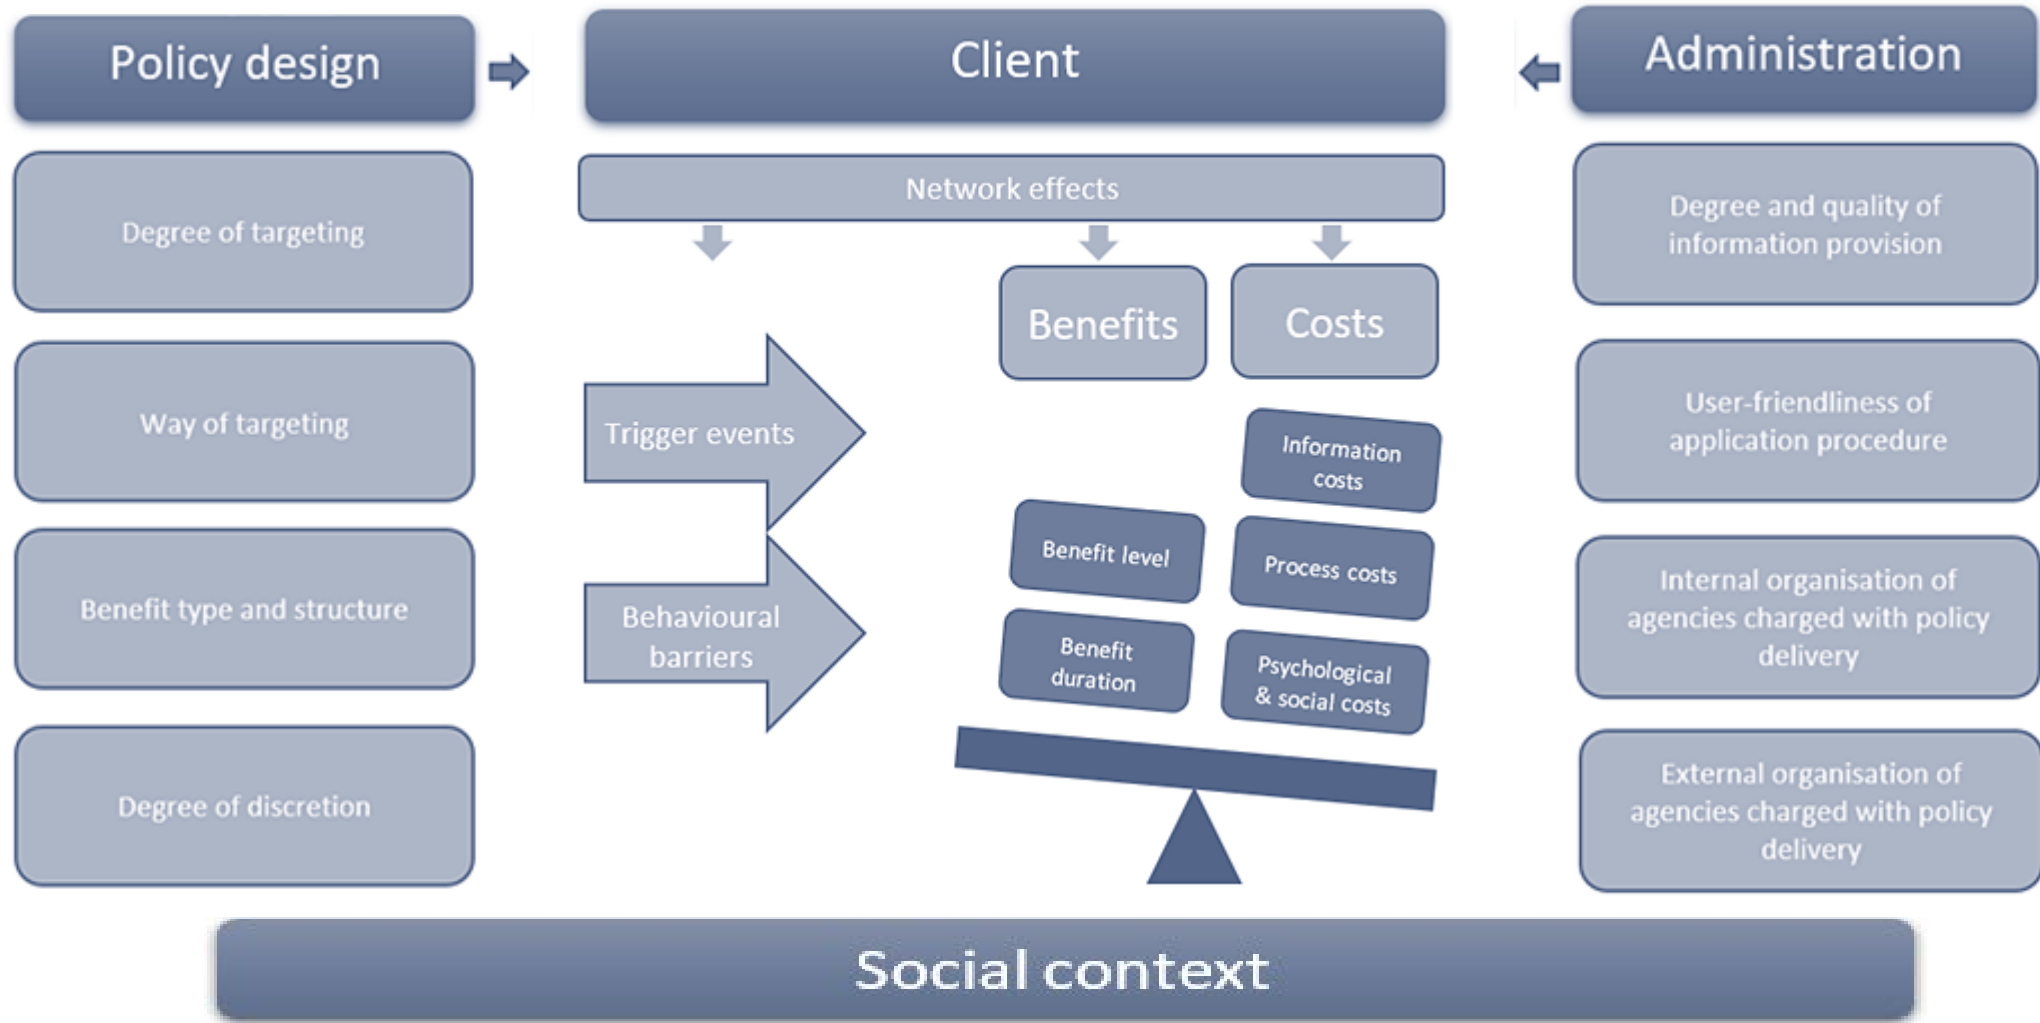 Policy design
Client
Administration
Degree of targeting
Way of targeting
Benefit type and structure
Degree of discretion
Network effects
Trigger events
Behavioural
barriers
Benefits
Costs
Benefit level
Benefit
duration
Information
costs
Process costs
Psychological
& social costs
Degree and quality of
information provision
User-friendliness of
application procedure
Internal organisation of
agencies charged with policy
delivery
External organisation of
agencies charged with policy
delivery
Social context